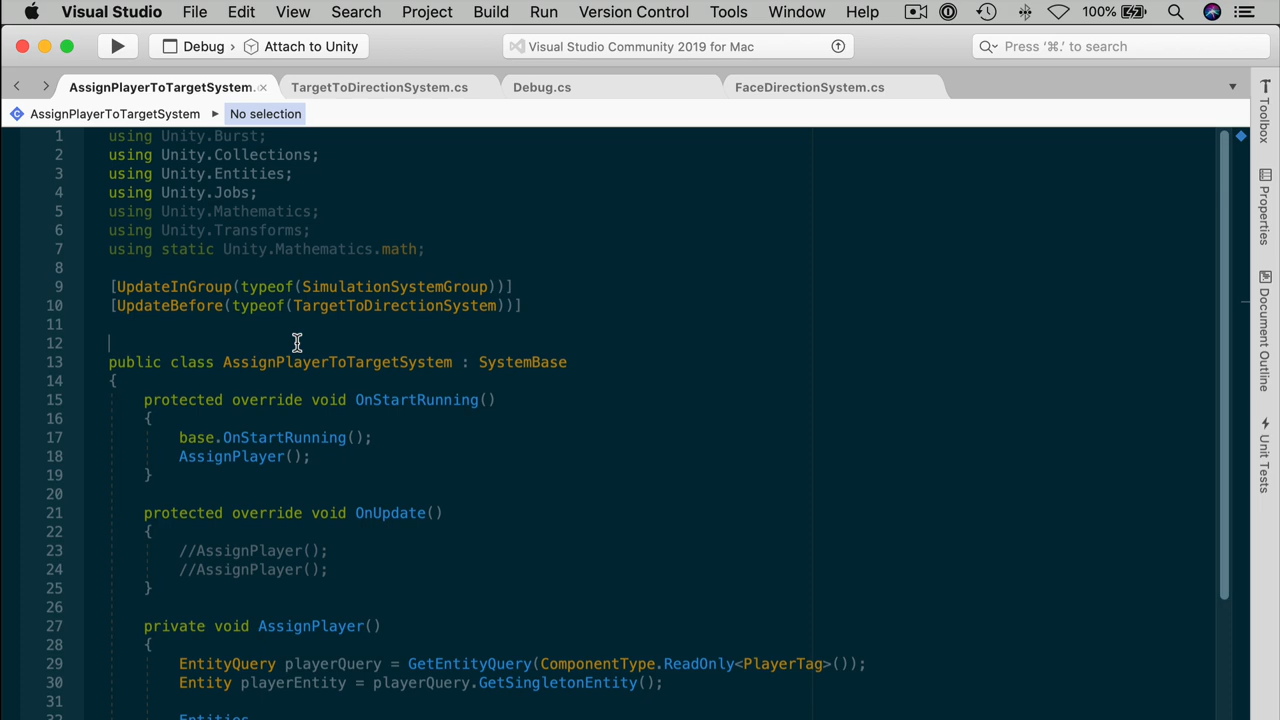 Visual Studio File Edit View Search Project Build Run Version Control Tools Window Help 100%
Debug › Attach to Unity Visual Studio Community 2019 for Mac Press '⌘.' to search
AssignPlayerToTargetSystem. × TargetToDirectionSystem.cs Debug.cs FaceDirectionSystem.cs
AssignPlayerToTargetSystem ▸ No selection
1 using Unity.Burst;
2 using Unity.Collections;
3 using Unity.Entities;
4 using Unity.Jobs;
5 using Unity.Mathematics;
6 using Unity.Transforms;
7 using static Unity.Mathematics.math;
8
9 [UpdateInGroup(typeof(SimulationSystemGroup))]
10 [UpdateBefore(typeof(TargetToDirectionSystem))]
11
12
13 public class AssignPlayerToTargetSystem : SystemBase
14 {
15 protected override void OnStartRunning()
16 {
17 base.OnStartRunning();
18 AssignPlayer();
19 }
20
21 protected override void OnUpdate()
22 {
23 //AssignPlayer();
24 //AssignPlayer();
25 }
26
27 private void AssignPlayer()
28 {
29 EntityQuery playerQuery = GetEntityQuery(ComponentType.ReadOnly<PlayerTag>());
30 Entity playerEntity = playerQuery.GetSingletonEntity();
31
32 Entities
Toolbox
Properties
Document Outline
Unit Tests